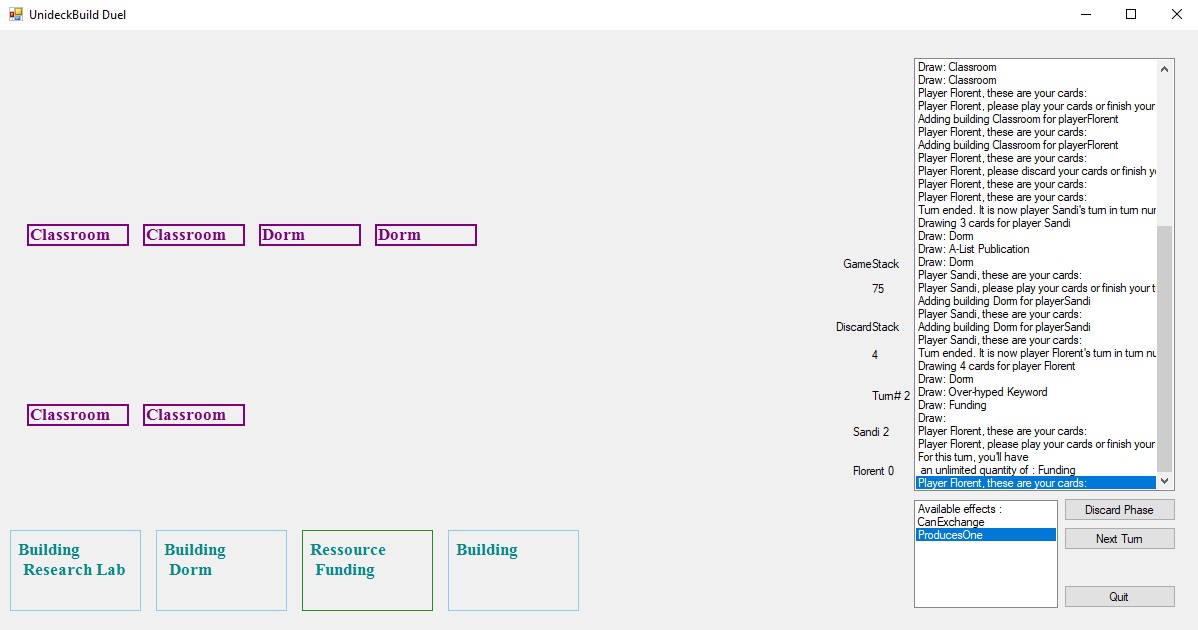 UnideckBuild Duel
Classroom
Classroom
Dorm
Dorm
Classroom
Classroom
Building
Research Lab
Building
Dorm
Ressource
Funding
Building
GameStack
75
DiscardStack
4
Turn# 2
Sandi 2
Florent 0
Draw: Classroom
Draw: Classroom
Player Florent, these are your cards:
Player Florent, please play your cards or finish your
Adding building Classroom for playerFlorent
Player Florent, these are your cards:
Adding building Classroom for playerFlorent
Player Florent, these are your cards:
Player Florent, please discard your cards or finish y
Player Florent, these are your cards:
Player Florent, these are your cards:
Turn ended. It is now player Sandi's turn in turn nur
Drawing 3 cards for player Sandi
Draw: Dorm
Draw: A-List Publication
Draw: Dorm
Player Sandi, these are your cards:
Player Sandi, please play your cards or finish your t
Adding building Dorm for playerSandi
Player Sandi, these are your cards:
Adding building Dorm for playerSandi
Player Sandi, these are your cards:
Turn ended. It is now player Florent's turn in turn nu
Drawing 4 cards for player Florent
Draw: Dorm
Draw: Over-hyped Keyword
Draw: Funding
Draw:
Player Florent, these are your cards:
Player Florent, please play your cards or finish your
For this turn, you'll have
an unlimited quantity of : Funding
Player Florent, these are your cards:
Available effects :
CanExchange
ProducesOne
Discard Phase
Next Turn
Quit